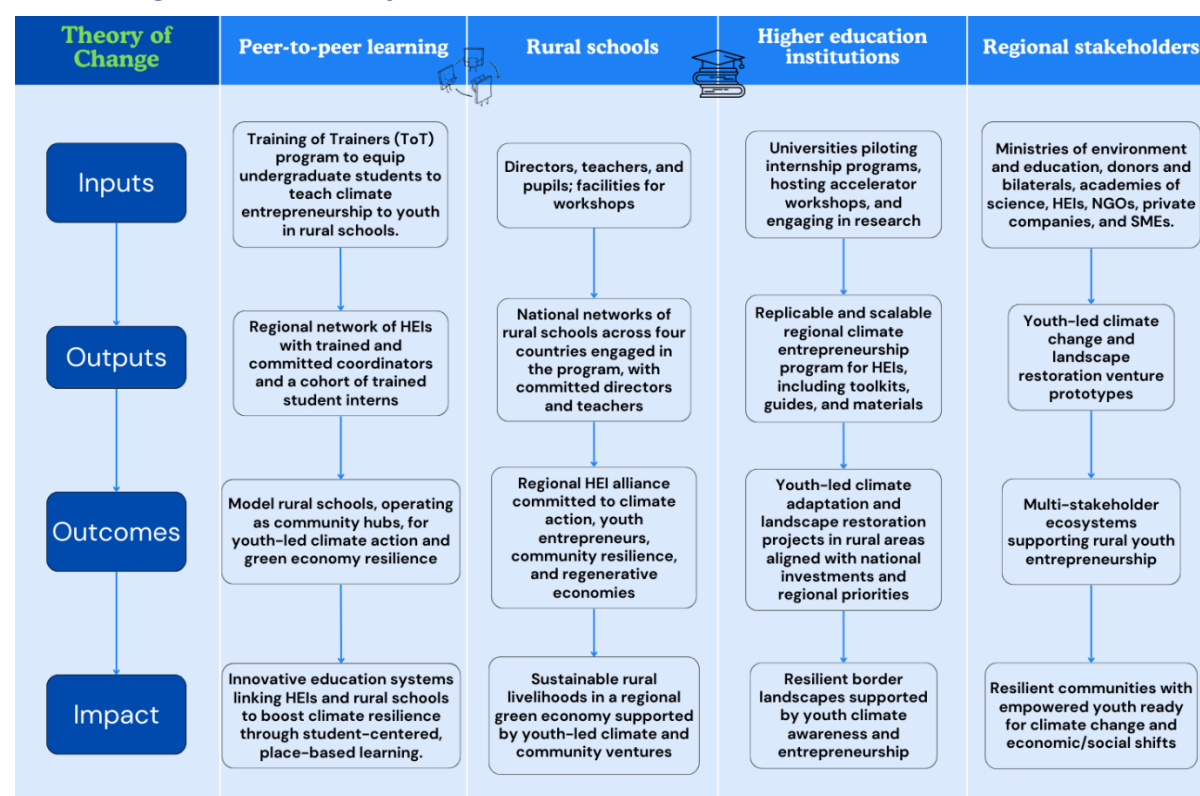 Theory of
Change
Peer-to-peer learning
Rural schools
Higher education
institutions
Regional stakeholders
Inputs
Training of Trainers (ToT)
program to equip
undergraduate students to
teach climate
entrepreneurship to youth
in rural schools.
Directors, teachers, and
pupils; facilities for
workshops
Universities piloting
internship programs,
hosting accelerator
workshops, and
engaging in research
Ministries of environment
and education, donors and
bilaterals, academies of
science, HEIs, NGOs, private
companies, and SMEs.
Outputs
Regional network of HEIs
with trained and
committed coordinators
and a cohort of trained
student interns
National networks of
rural schools across four
countries engaged in
the program, with
committed directors
and teachers
Replicable and scalable
regional climate
entrepreneurship
program for HEIs,
including toolkits,
guides, and materials
Youth-led climate
change and
landscape
restoration venture
prototypes
Outcomes
Model rural schools, operating
as community hubs, for
youth-led climate action and
green economy resilience
Regional HEI alliance
committed to climate
action, youth
entrepreneurs,
community resilience,
and regenerative
economies
Youth-led climate
adaptation and
landscape restoration
projects in rural areas
aligned with national
investments and
regional priorities
Multi-stakeholder
ecosystems
supporting rural youth
entrepreneurship
Impact
Innovative education systems
linking HEIs and rural schools
to boost climate resilience
through student-centered,
place-based learning.
Sustainable rural
livelihoods in a regional
green economy supported
by youth-led climate and
community ventures
Resilient border
landscapes supported
by youth climate
awareness and
entrepreneurship
Resilient communities with
empowered youth ready
for climate change and
economic/social shifts